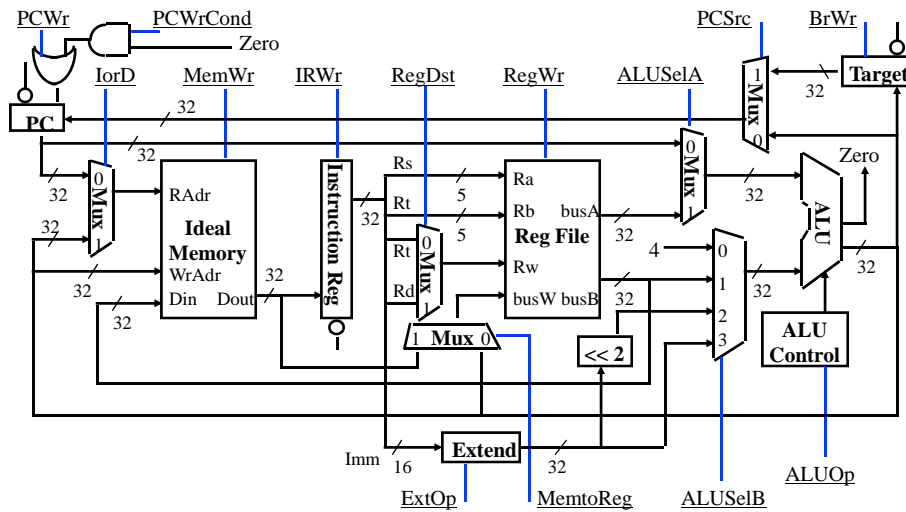 PCWr PCWrCond PCSrc BrWr
Zero
IorD MemWr IRWr RegDst RegWr ALUSelA
1 Mux 0
32 Target
PC 32 32
32 0 Mux 1 32
RAdr
Ideal Memory
WrAdr
Din Dout
32 32 32
Instruction Reg
32
Rs 5 Ra
Rt 5 Rb busA 32
Reg File
Rt 0 Mux Rw
Rd 1 busW busB 32
1 Mux 0
0 Mux 1 32
Zero
ALU
32
4 0
1 32
2
3
<< 2
ALU Control
Imm 16 Extend 32
ExtOp MemtoReg ALUSelB ALUOp